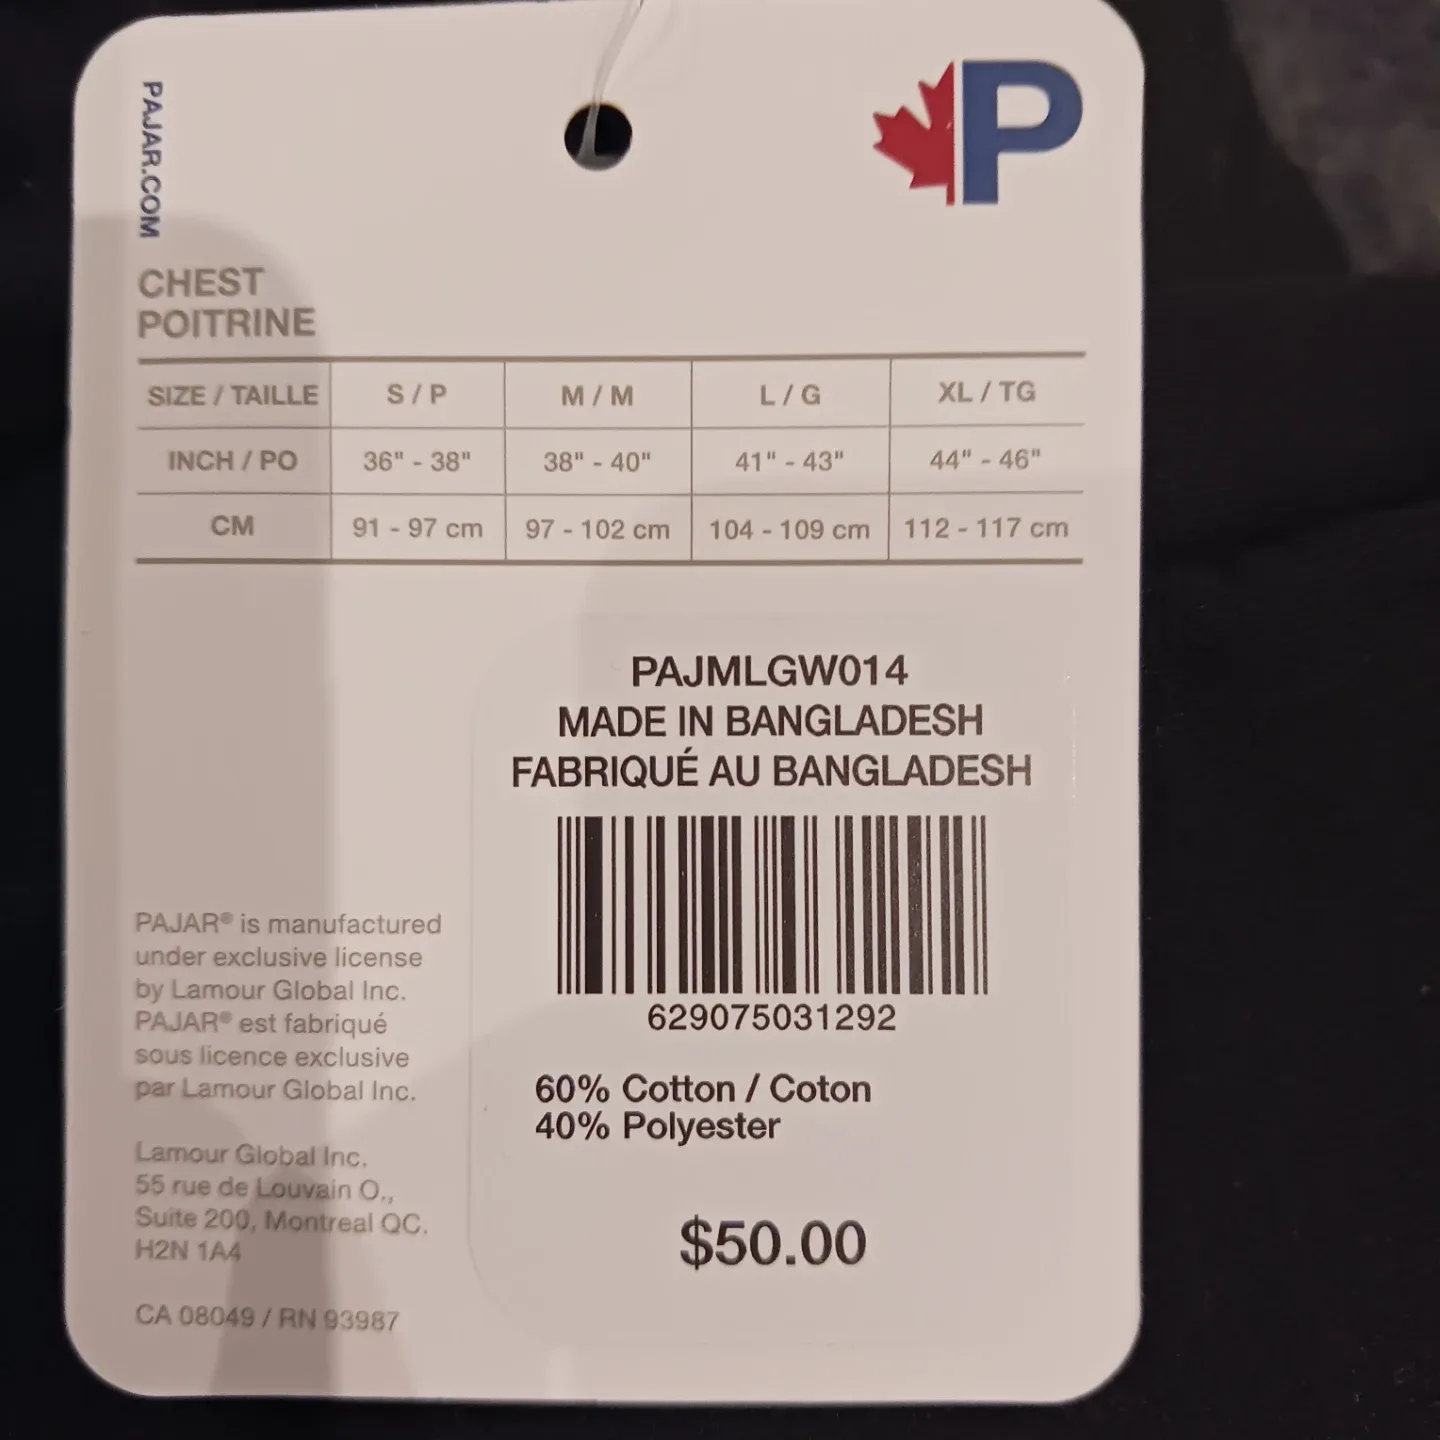 PAJAR.COM
P
CHEST
POITRINE
SIZE / TAILLE S / P M / M L / G XL / TG
INCH / PO 36" - 38" 38" - 40" 41" - 43" 44" - 46"
CM 91 - 97 cm 97 - 102 cm 104 - 109 cm 112 - 117 cm
PAJMLGW014
MADE IN BANGLADESH
FABRIQUÉ AU BANGLADESH
629075031292
60% Cotton / Coton
40% Polyester
$50.00
PAJAR® is manufactured
under exclusive license
by Lamour Global Inc.
PAJAR® est fabriqué
sous licence exclusive
par Lamour Global Inc.
Lamour Global Inc.
55 rue de Louvain O.,
Suite 200, Montreal QC.
H2N 1A4
CA 08049 / RN 93987